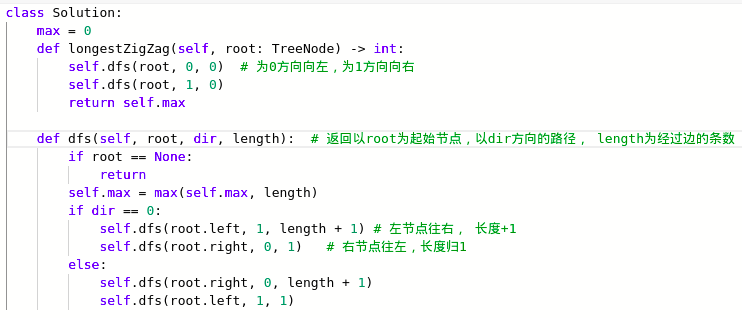 class Solution:
    max = 0
    def longestZigZag(self, root: TreeNode) -> int:
        self.dfs(root, 0, 0)  # 为0方向向左，为1方向向右
        self.dfs(root, 1, 0)
        return self.max

    def dfs(self, root, dir, length):  # 返回以root为起始节点，以dir方向的路径， length为经过边的条数
        if root == None:
            return
        self.max = max(self.max, length)
        if dir == 0:
            self.dfs(root.left, 1, length + 1) # 左节点往右， 长度+1
            self.dfs(root.right, 0, 1)   # 右节点往左，长度归1
        else:
            self.dfs(root.right, 0, length + 1)
            self.dfs(root.left, 1, 1)